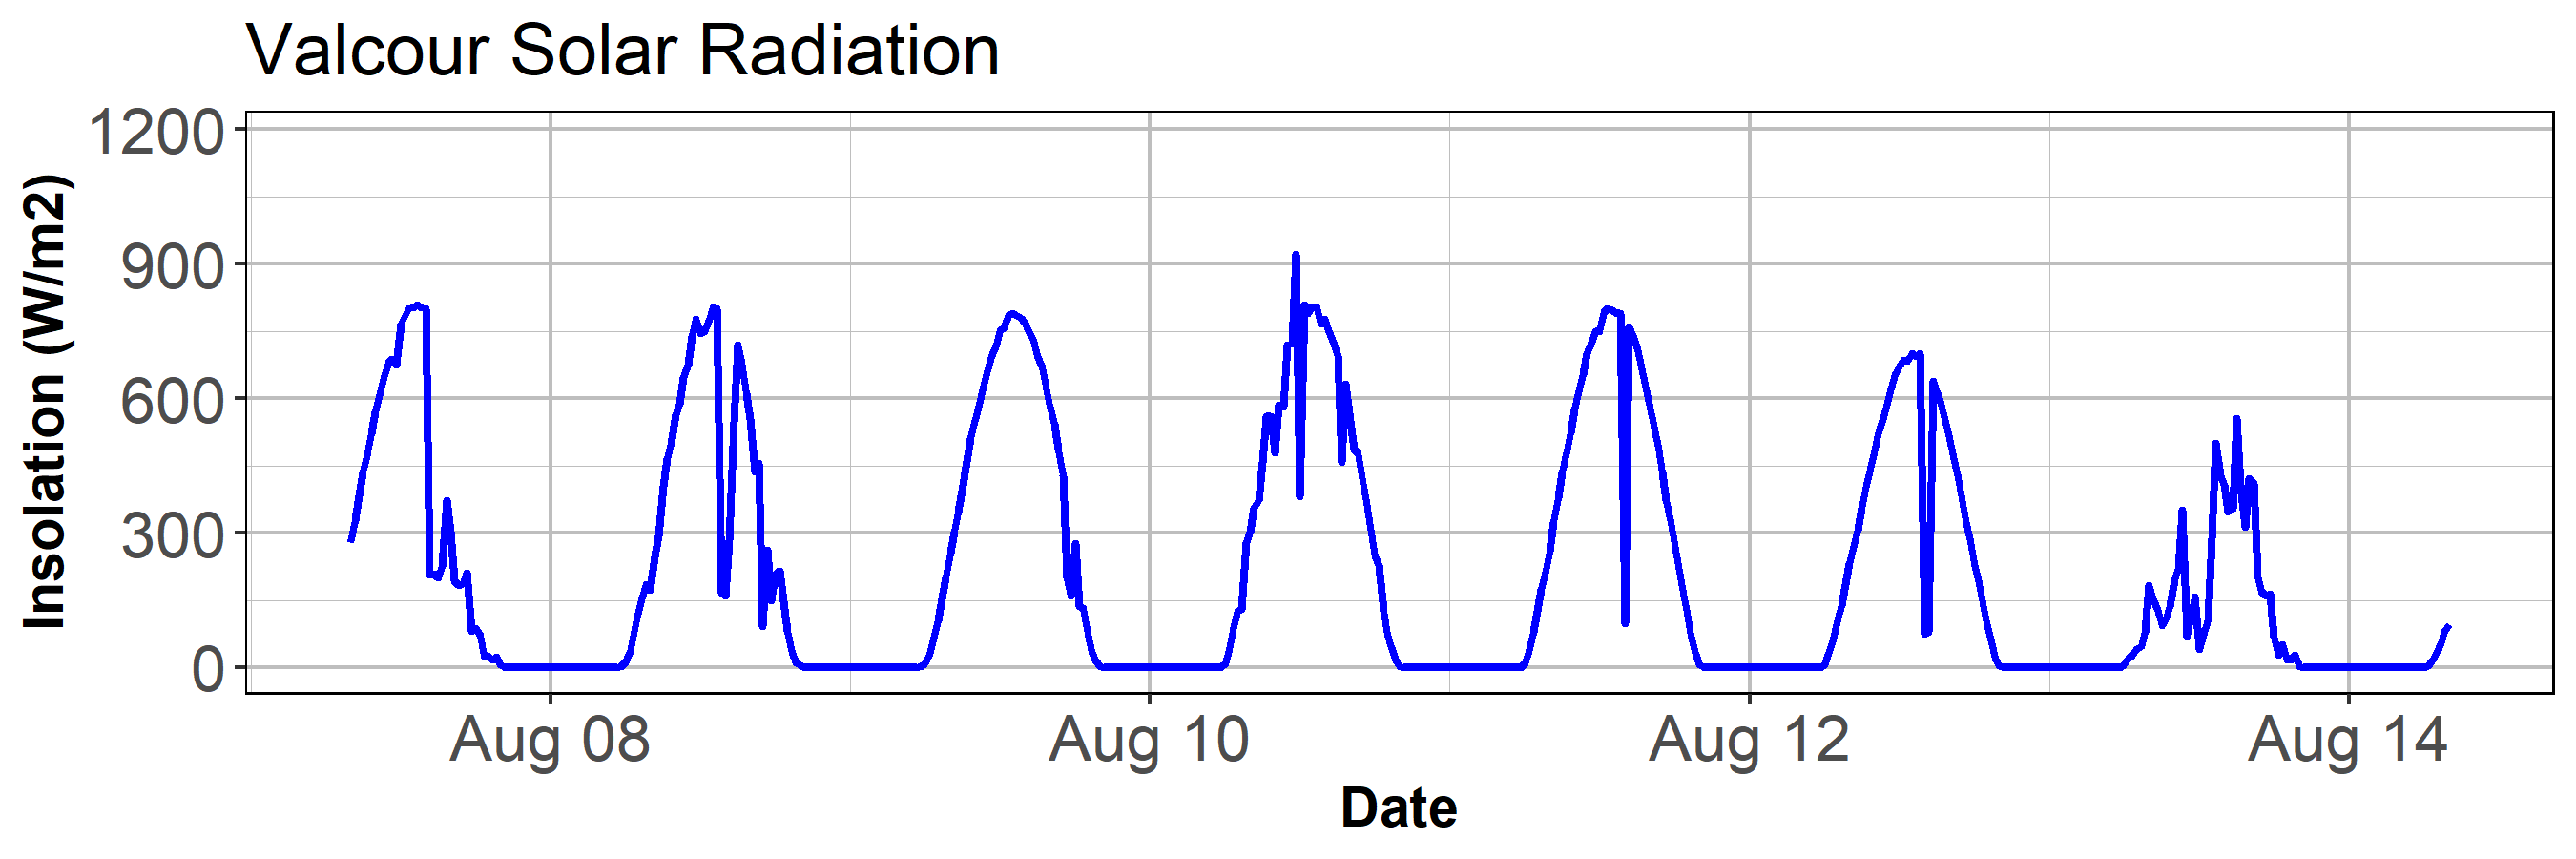 Valcour Solar Radiation
Insolation (W/m2)
1200
900
600
300
0
Aug 08 Aug 10 Aug 12 Aug 14
Date